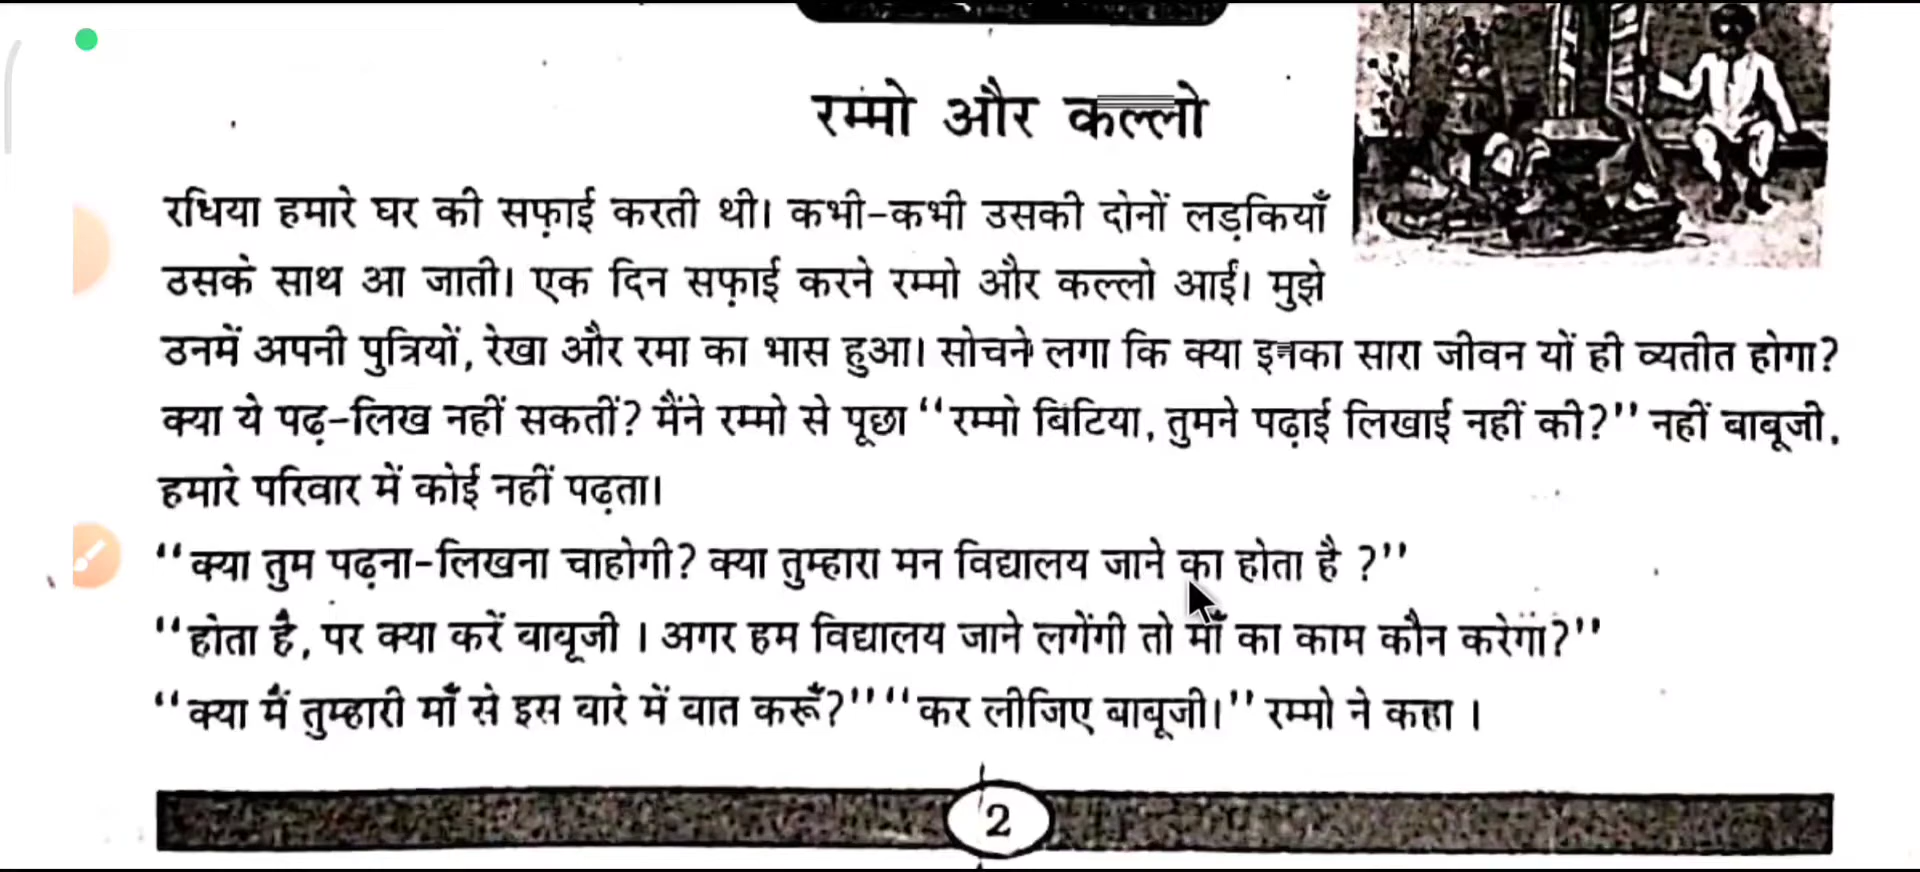 रम्मो और कल्लो
रधिया हमारे घर की सफ़ाई करती थी। कभी-कभी उसकी दोनों लड़कियाँ
उसके साथ आ जाती। एक दिन सफ़ाई करने रम्मो और कल्लो आईं। मुझे
उनमें अपनी पुत्रियों, रेखा और रमा का भास हुआ। सोचने लगा कि क्या इनका सारा जीवन यों ही व्यतीत होगा?
क्या ये पढ़-लिख नहीं सकतीं? मैंने रम्मो से पूछा “रम्मो बिटिया, तुमने पढ़ाई लिखाई नहीं की?” नहीं बाबूजी,
हमारे परिवार में कोई नहीं पढ़ता।
“क्या तुम पढ़ना-लिखना चाहोगी? क्या तुम्हारा मन विद्यालय जाने का होता है ?”
“होता है, पर क्या करें बाबूजी । अगर हम विद्यालय जाने लगेंगी तो माँ का काम कौन करेगा?”
“क्या मैं तुम्हारी माँ से इस बारे में बात करूँ?” “कर लीजिए बाबूजी।” रम्मो ने कहा ।
2